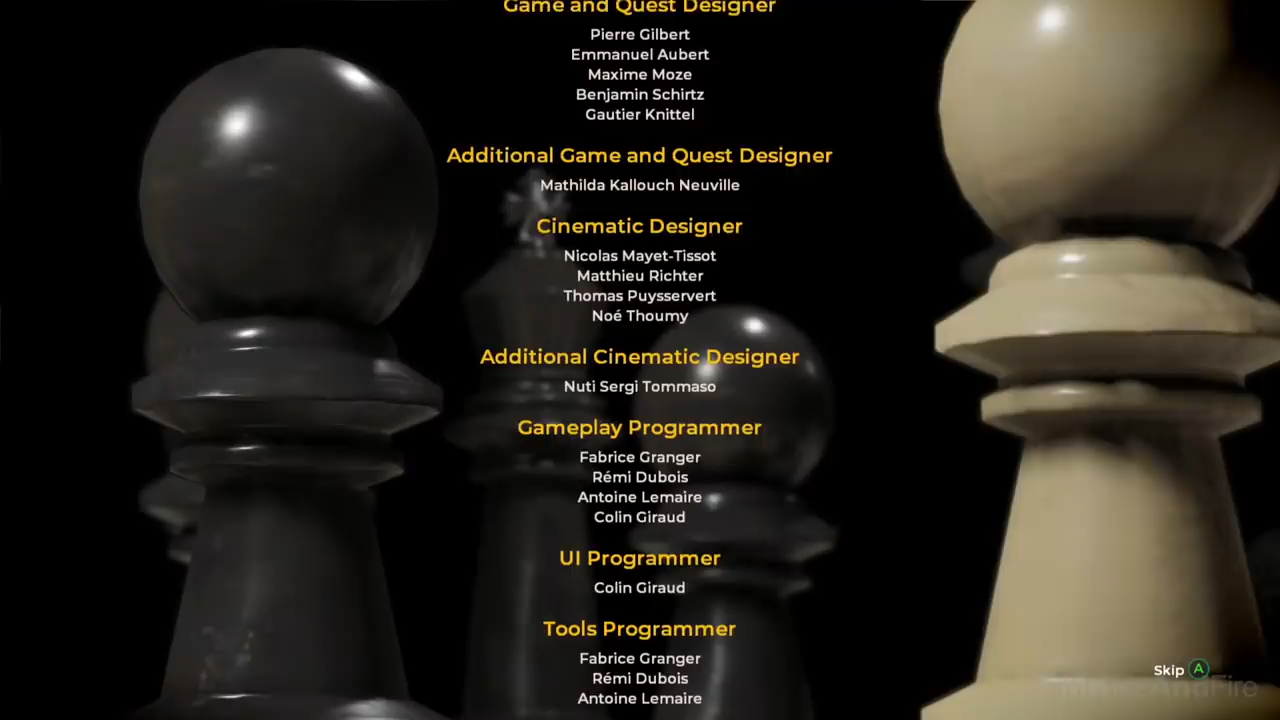 Game and Quest Designer
Pierre Gilbert
Emmanuel Aubert
Maxime Moze
Benjamin Schirtz
Gautier Knittel
Additional Game and Quest Designer
Mathilda Kallouch Neuville
Cinematic Designer
Nicolas Mayet-Tissot
Matthieu Richter
Thomas Puysservert
Noé Thoumy
Additional Cinematic Designer
Nuti Sergi Tommaso
Gameplay Programmer
Fabrice Granger
Rémi Dubois
Antoine Lemaire
Colin Giraud
UI Programmer
Colin Giraud
Tools Programmer
Fabrice Granger
Rémi Dubois
Antoine Lemaire
Skip A